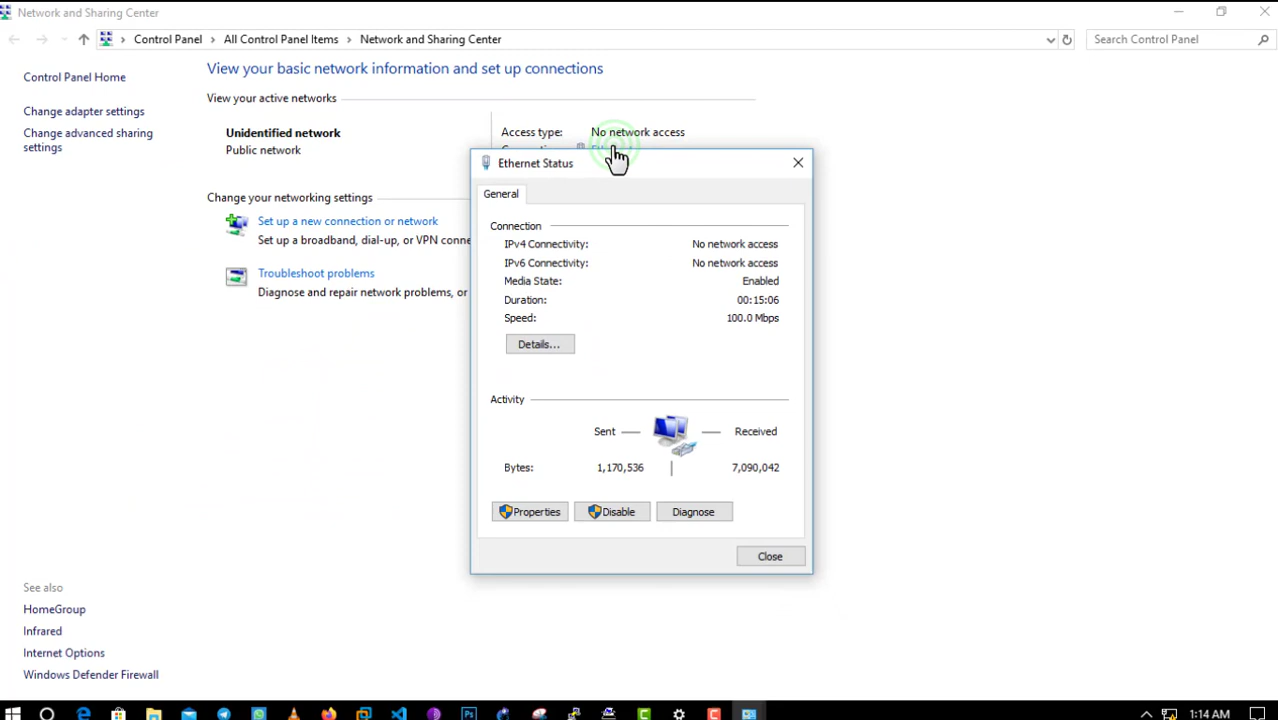 Network and Sharing Center
Control Panel > All Control Panel Items > Network and Sharing Center
Search Control Panel
Control Panel Home
Change adapter settings
Change advanced sharing
settings
View your basic network information and set up connections
View your active networks
Unidentified network
Public network
Access type: No network access
Change your networking settings
Set up a new connection or network
Set up a broadband, dial-up, or VPN conne
Troubleshoot problems
Diagnose and repair network problems, or
Ethernet Status
General
Connection
IPv4 Connectivity: No network access
IPv6 Connectivity: No network access
Media State: Enabled
Duration: 00:15:06
Speed: 100.0 Mbps
Details...
Activity
Sent Received
Bytes: 1,170,536 7,090,042
Properties Disable Diagnose
Close
See also
HomeGroup
Infrared
Internet Options
Windows Defender Firewall
1:14 AM